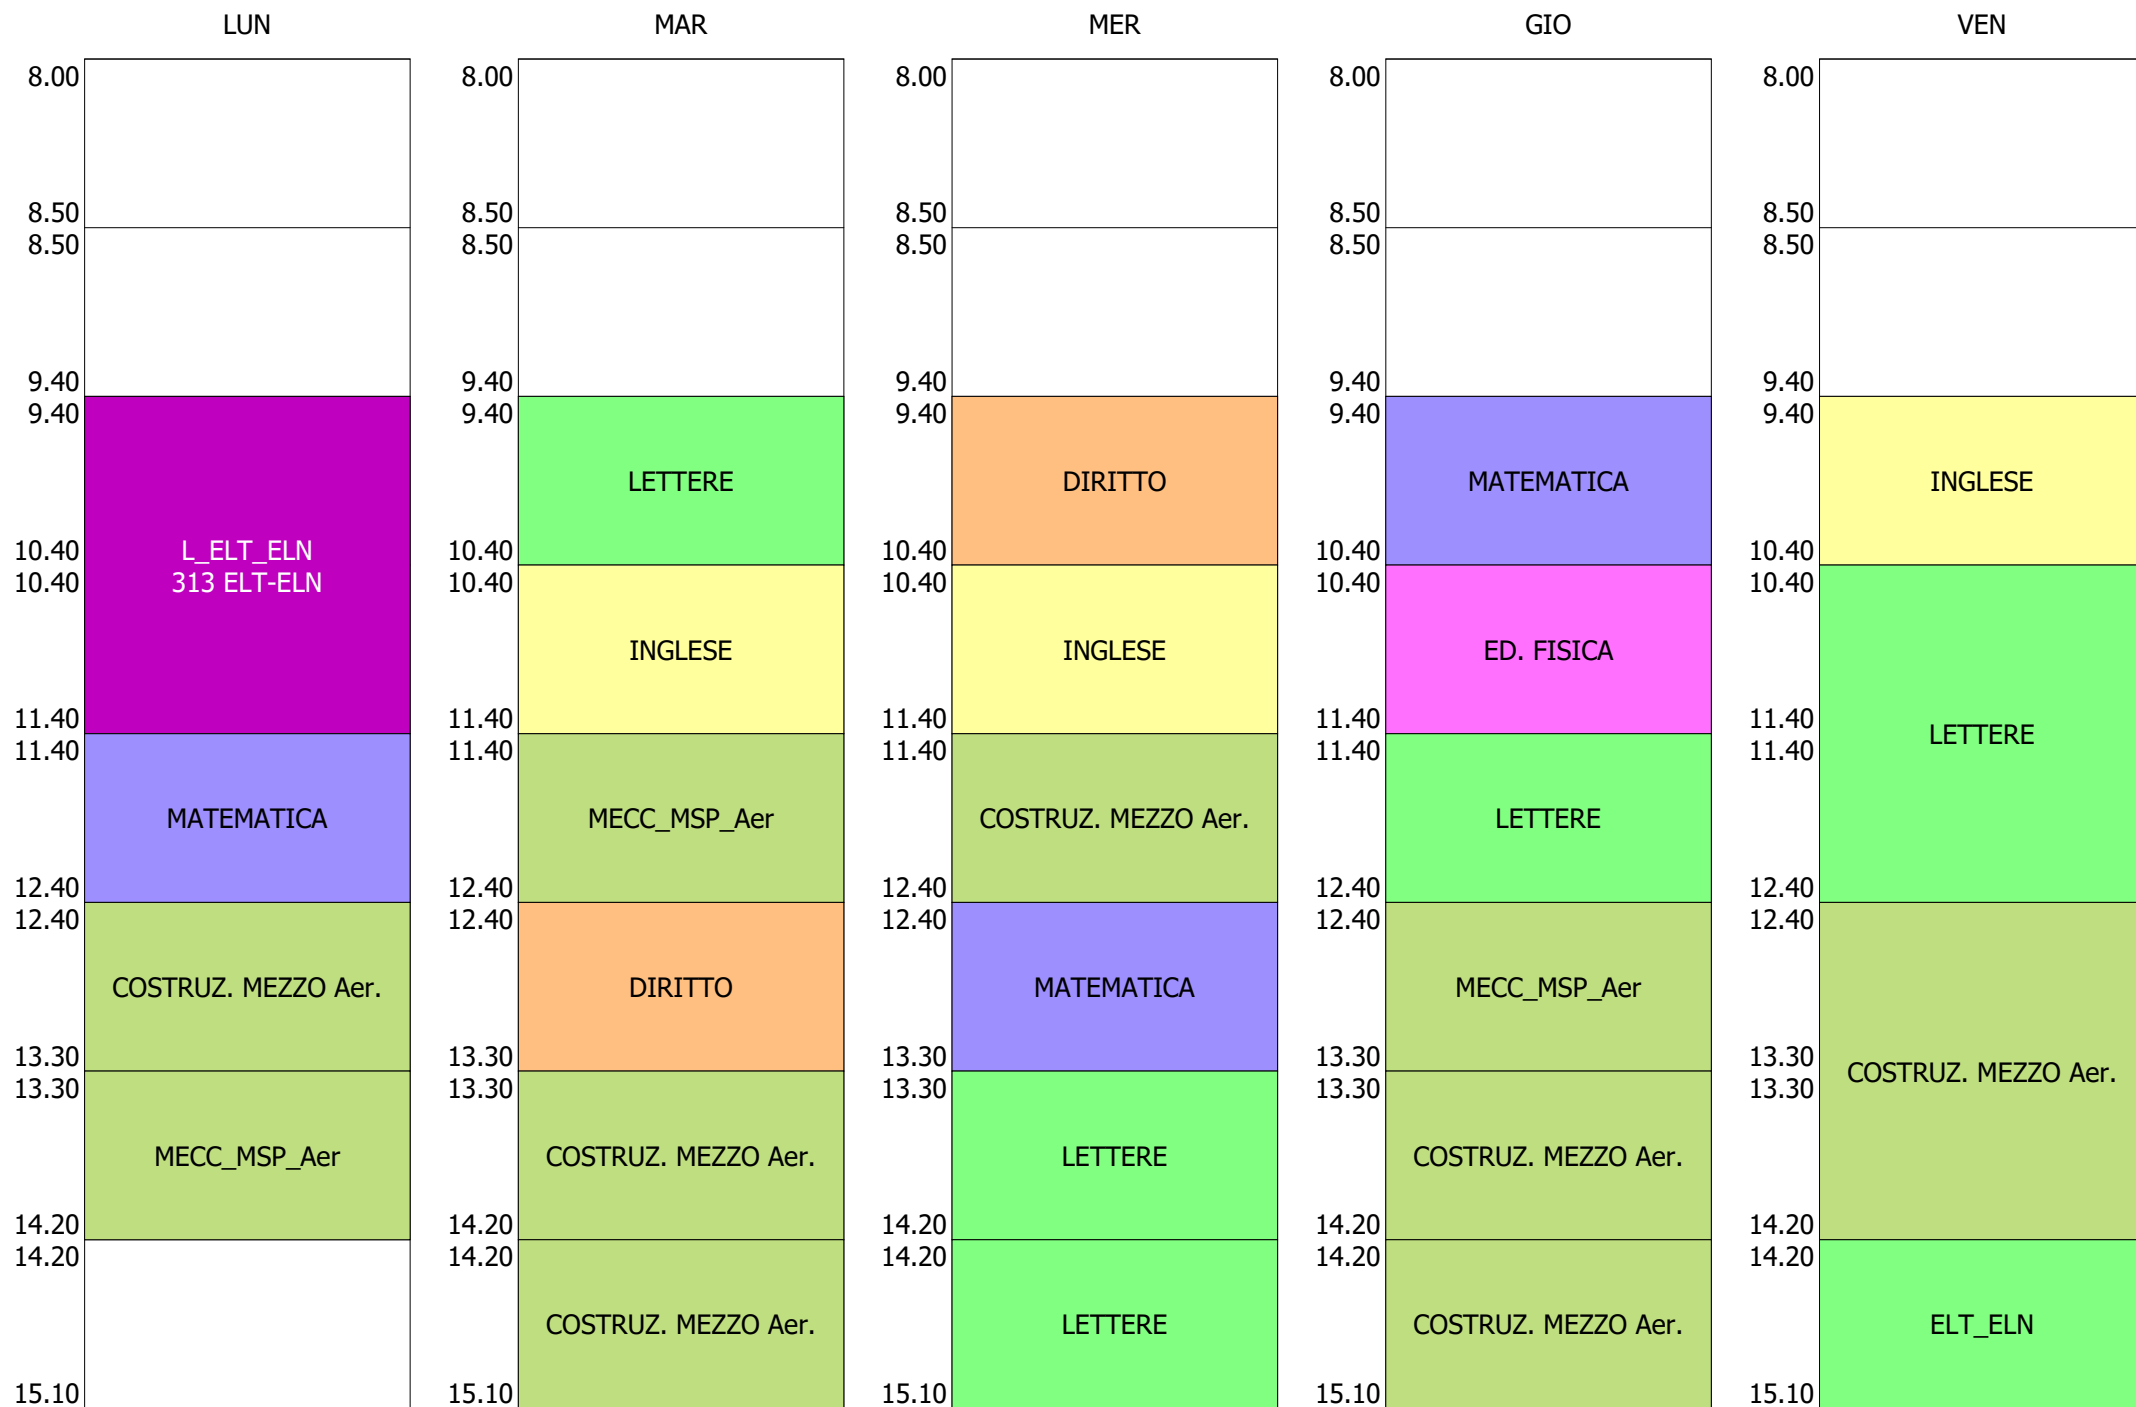 LUN MAR MER GIO VEN
8.00 8.00 8.00 8.00 8.00
8.50 8.50 8.50 8.50 8.50
8.50 8.50 8.50 8.50 8.50
9.40 9.40 9.40 9.40 9.40
9.40 9.40 9.40 9.40 9.40
LETTERE DIRITTO MATEMATICA INGLESE
10.40 L_ELT_ELN 10.40 10.40 10.40 10.40
10.40 313 ELT-ELN 10.40 10.40 10.40 10.40
INGLESE INGLESE ED. FISICA
11.40 11.40 11.40 11.40 11.40
LETTERE
11.40 11.40 11.40 11.40 11.40
MATEMATICA MECC_MSP_Aer COSTRUZ. MEZZO Aer. LETTERE
12.40 12.40 12.40 12.40 12.40
12.40 12.40 12.40 12.40 12.40
COSTRUZ. MEZZO Aer. DIRITTO MATEMATICA MECC_MSP_Aer
13.30 13.30 13.30 13.30 13.30
COSTRUZ. MEZZO Aer.
13.30 13.30 13.30 13.30 13.30
MECC_MSP_Aer COSTRUZ. MEZZO Aer. LETTERE COSTRUZ. MEZZO Aer.
14.20 14.20 14.20 14.20 14.20
14.20 14.20 14.20 14.20 14.20
COSTRUZ. MEZZO Aer. LETTERE COSTRUZ. MEZZO Aer. ELT_ELN
15.10 15.10 15.10 15.10 15.10